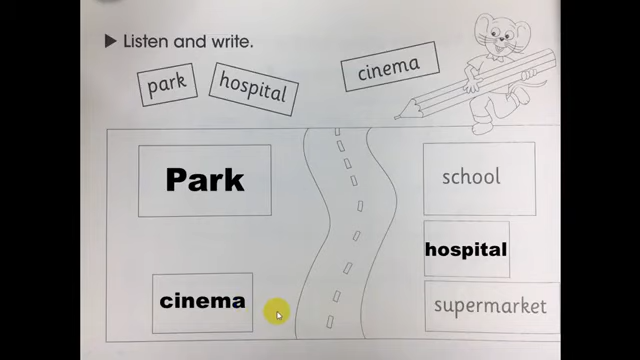 ▶ Listen and write.
park hospital cinema
Park
school
hospital
cinema
supermarket